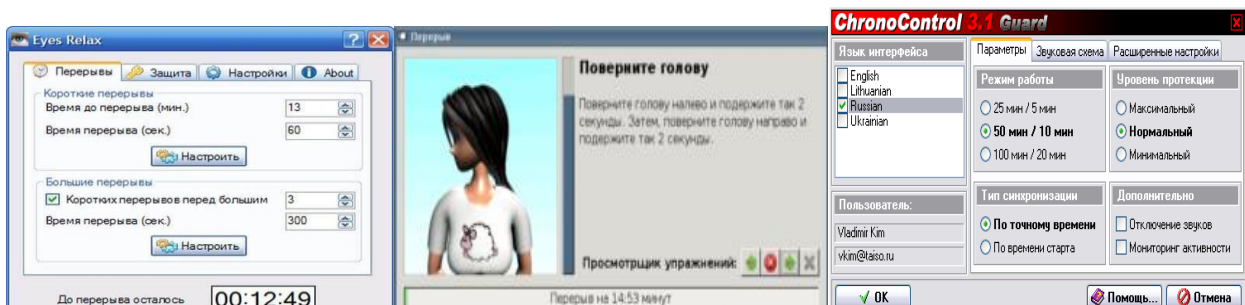 Eyes Relax
Перерывы
Защита
Настройки
About
Короткие перерывы
Время до перерыва (мин.)
13
Время перерыва (сек.)
60
Настроить
Большие перерывы
Коротких перерывов перед большим
3
Время перерыва (сек.)
300
Настроить
До перерыва осталось
00:12:49
Перерыв
Поверните голову
Поверните голову налево и подержите так 2
секунды. Затем, поверните голову направо и
подержите так 2 секунды.
Просмотрщик упражнений:
Перерыв на 14:53 минут
ChronoControl 3.1 Guard
Язык интерфейса
English
Lithuanian
Russian
Ukrainian
Пользователь:
Vladimir Kim
vkim@taiso.ru
Параметры
Звуковая схема
Расширенные настройки
Режим работы
25 мин / 5 мин
50 мин / 10 мин
100 мин / 20 мин
Уровень протекции
Максимальный
Нормальный
Минимальный
Тип синхронизации
По точному времени
По времени старта
Дополнительно
Отключение звуков
Мониторинг активности
OK
Помощь...
Отмена